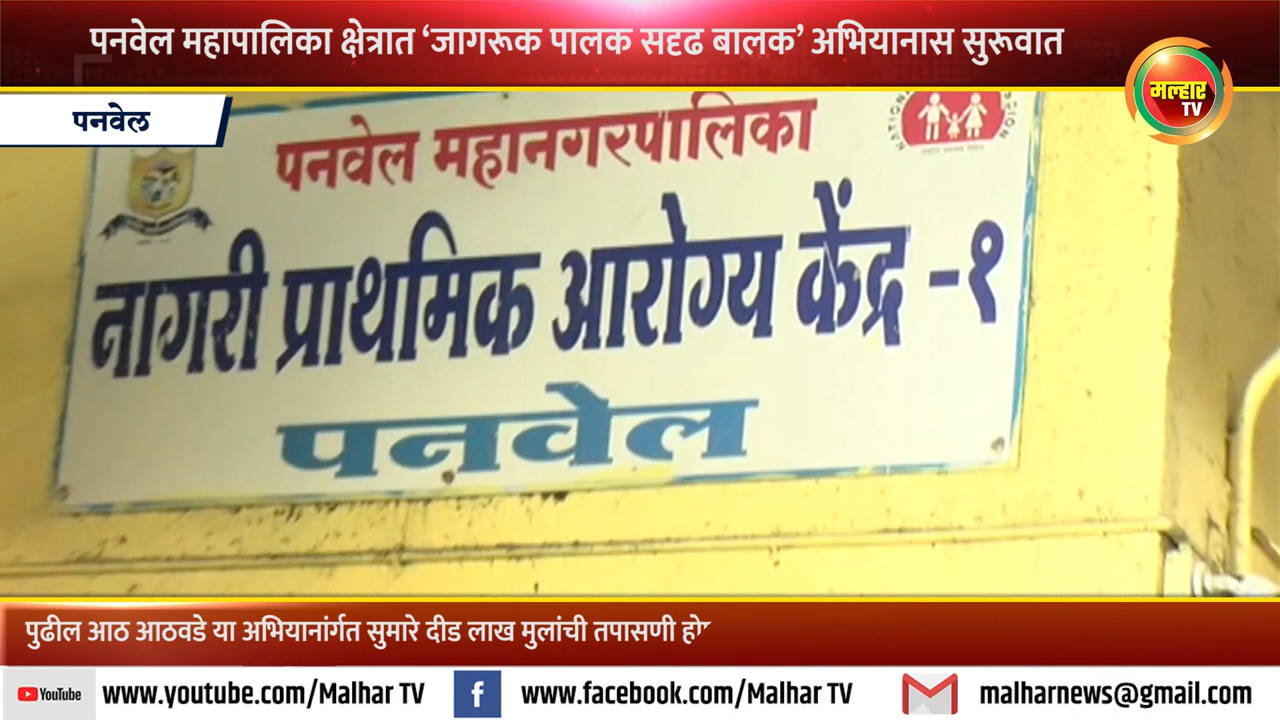 पनवेल महापालिका क्षेत्रात ‘जागरूक पालक सदृढ बालक’ अभियानास सुरूवात
मल्हार
TV
पनवेल
पनवेल महानगरपालिका
नागरी प्राथमिक आरोग्य केंद्र -१
पनवेल
पुढील आठ आठवडे या अभियानांर्गत सुमारे दीड लाख मुलांची तपासणी
YouTube www.youtube.com/Malhar TV www.facebook.com/Malhar TV malharnews@gmail.com